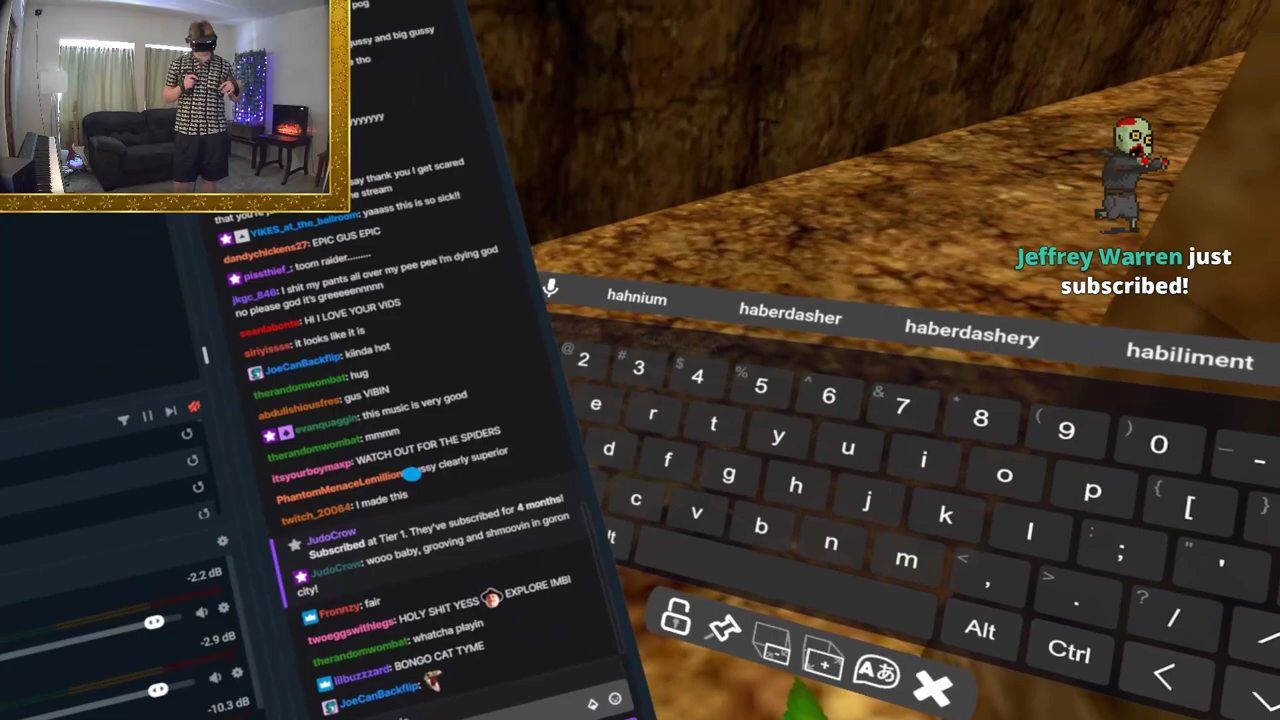 pog
ussy and big gussy
e tho
yyyyyyy
say thank you I get scared
that you're
e stream
YIKES_at_the_ballroom: yaaass this is so sick!!
dandychickens27: EPIC GUS EPIC
pissthief_: toom raider.........
jkgc_846: I shit my pants all over my pee pee I'm dying god
no please god it's greeeeennnnn
seanlabonte: HI I LOVE YOUR VIDS
siriyissss: it looks like it is
JoeCanBackflip: kiinda hot
therandomwombat: hug
abdulishiousfres: gus VIBIN
evanquaggin: this music is very good
therandomwombat: mmmm
itsyourboymaxp: WATCH OUT FOR THE SPIDERS
PhantomMenaceLemillion ssy clearly superior
twitch_20064: I made this
JudoCrow
Subscribed at Tier 1. They've subscribed for 4 months!
JudoCrow: wooo baby, grooving and shmoovin in goron
city!
Fronnzy: fair
twoeggswithlegs: HOLY SHIT YESS EXPLORE IMBI
therandomwombat: whatcha playin
lilbuzzzard: BONGO CAT TYME
JoeCanBackflip:
-2.2 dB
-2.9 dB
-10.3 dB
Jeffrey Warren just
subscribed!
hahnium haberdasher haberdashery habiliment
@ 2 # 3 $ 4 % 5 ^ 6 & 7 * 8 ( 9 ) 0 _ -
e r t y u i o p { [ }
d f g h j k l : ; " '
c v b n m < , > . ? /
lt Alt Ctrl <
Aあ